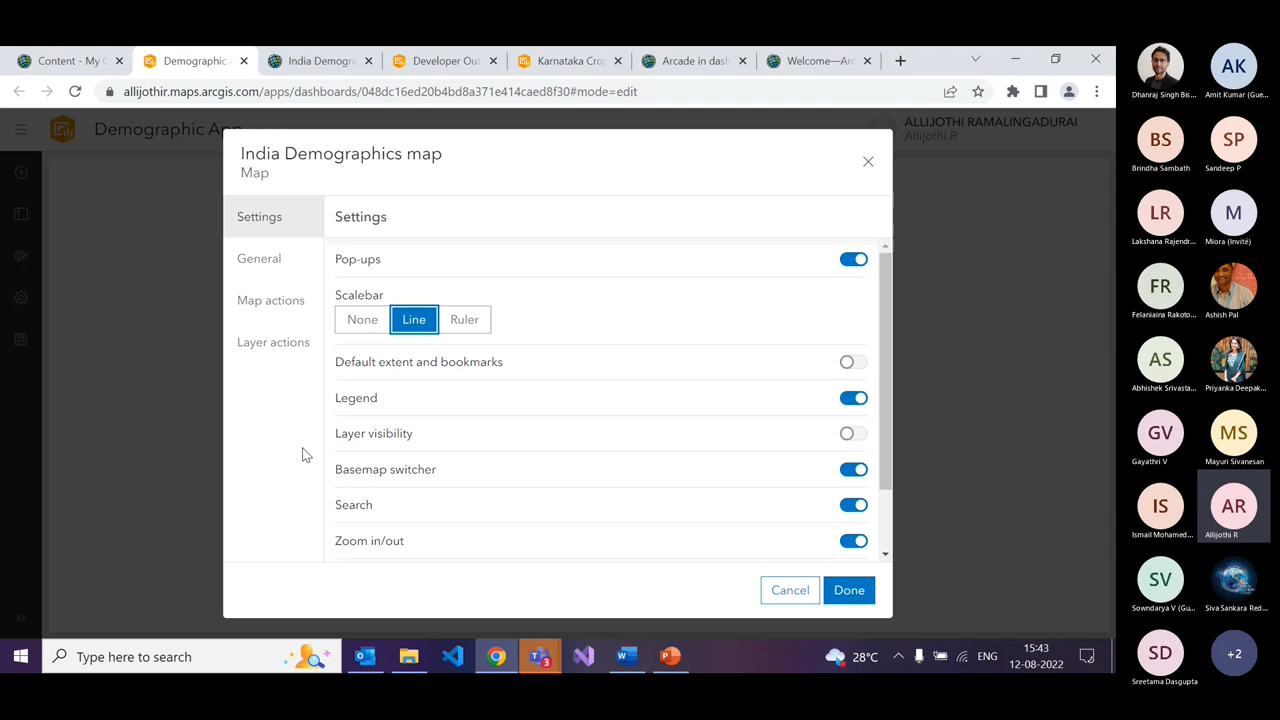 Content - My C
Demographic A
India Demogra
Developer Out
Karnataka Crop
Arcade in dash
Welcome—Arc
allijothir.maps.arcgis.com/apps/dashboards/048dc16ed20b4bd8a371e414caed8f30#mode=edit
Demographic App
ALLIJOTHI RAMALINGADURAI
Allijothi.R
India Demographics map
Map
Settings
General
Map actions
Layer actions
Settings
Pop-ups
Scalebar
None Line Ruler
Default extent and bookmarks
Legend
Layer visibility
Basemap switcher
Search
Zoom in/out
Cancel Done
Type here to search
3
28°C
ENG
15:43
12-08-2022
AK
Dhanraj Singh Bis... Amit Kumar (Gue...
BS SP
Brindha Sambath Sandeep P
LR M
Lakshana Rajendr... Miora (Invité)
FR
Felaniaina Rakoto... Ashish Pal
AS
Abhishek Srivasta... Priyanka Deepak...
GV MS
Gayathri V Mayuri Sivanesan
IS AR
Ismail Mohamed... Allijothi R
SV
Sowndarya V (Gu... Siva Sankara Red...
SD +2
Sreetama Dasgupta